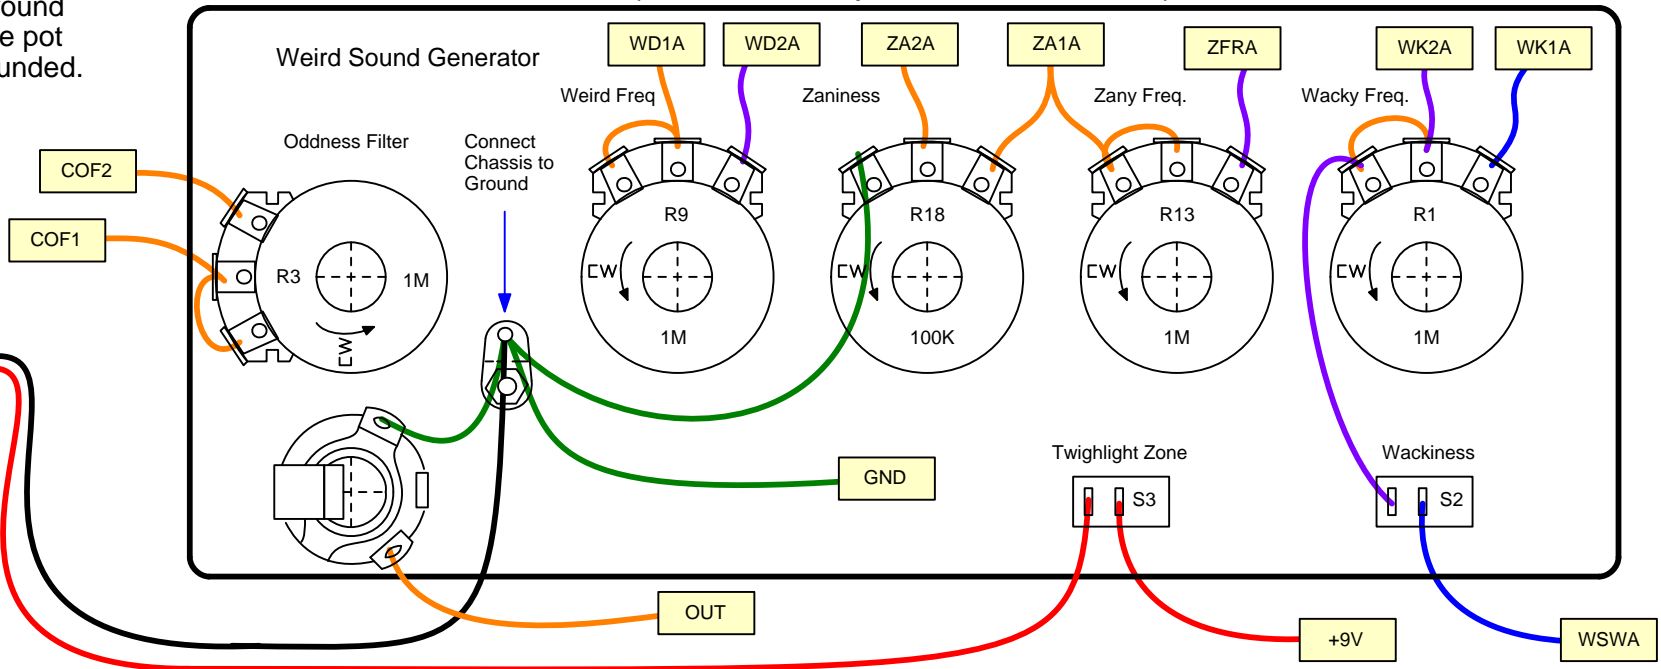 ound
e pot
unded.
Weird Sound Generator
WD1A
WD2A
ZA2A
ZA1A
ZFRA
WK2A
WK1A
Weird Freq
Zaniness
Zany Freq.
Wacky Freq.
Oddness Filter
Connect
Chassis to
Ground
COF2
COF1
R3
1M
CW
R9
CW
1M
R18
CW
100K
R13
CW
1M
R1
CW
1M
Twighlight Zone
Wackiness
GND
S3
S2
OUT
+9V
WSWA